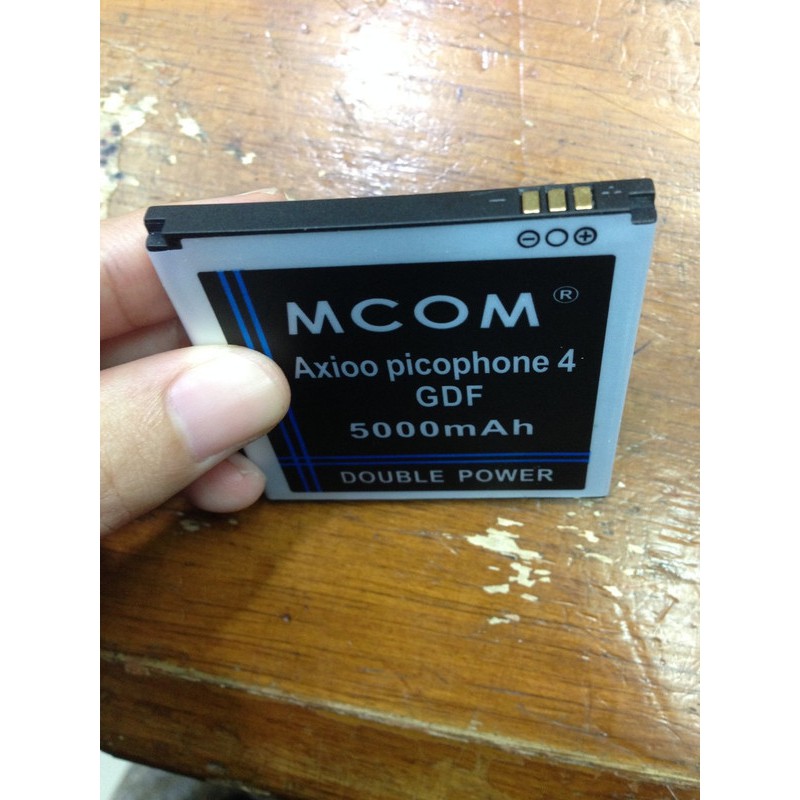 − +
⊖ ○ ⊕
MCOM ®
Axioo picophone 4
GDF
5000mAh
DOUBLE POWER